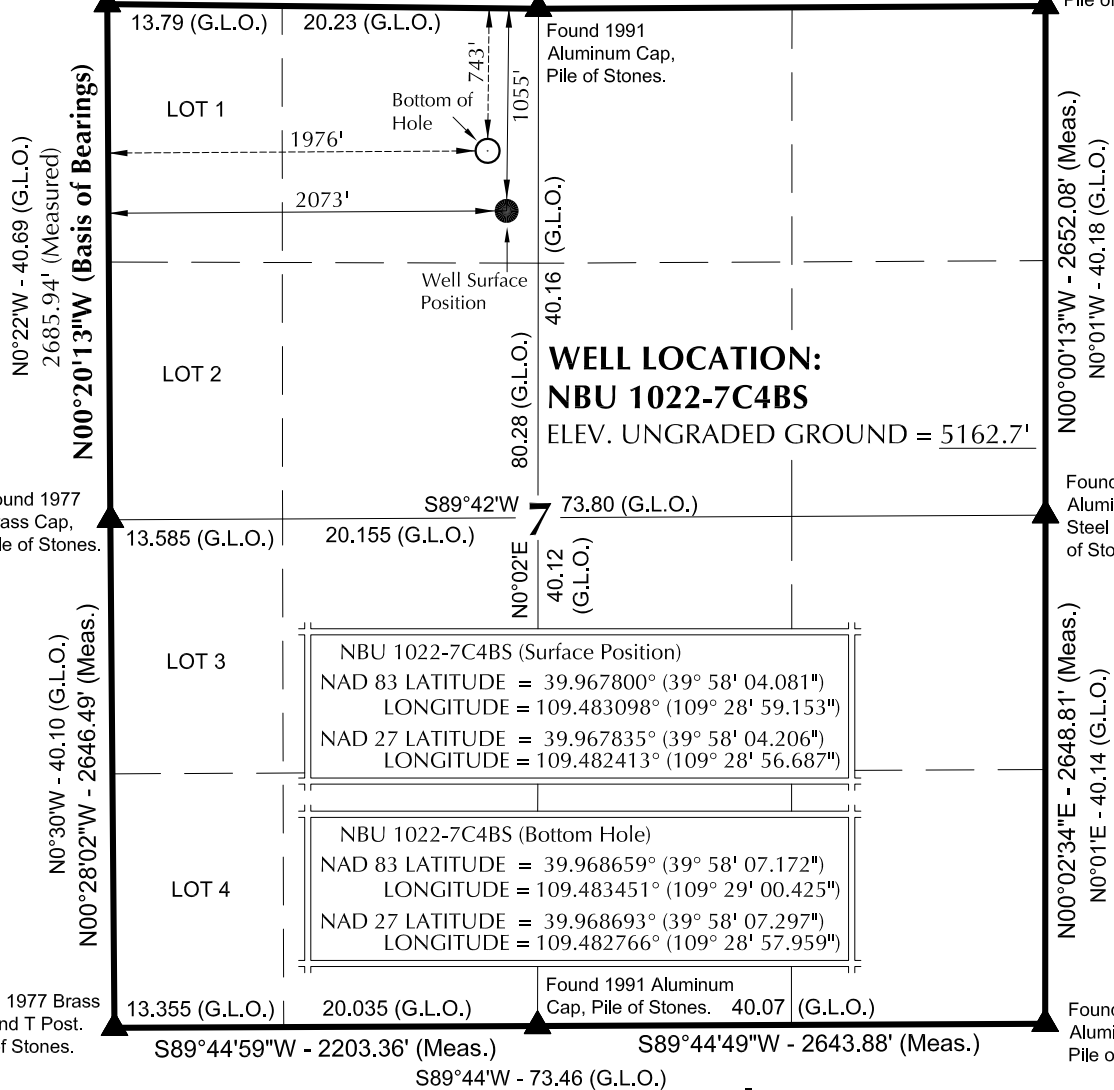 13.79 (G.L.O.)
20.23 (G.L.O.)
Found 1991
Aluminum Cap,
Pile of Stones.
743'
1055'
LOT 1
Bottom of
Hole
1976'
2073'
Well Surface
Position
40.16 (G.L.O.)
80.28 (G.L.O.)
N0°22'W - 40.69 (G.L.O.)
2685.94' (Measured)
N00°20'13"W (Basis of Bearings)
N00°00'13"W - 2652.08' (Meas.)
N0°01'W - 40.18 (G.L.O.)
LOT 2
WELL LOCATION:
NBU 1022-7C4BS
ELEV. UNGRADED GROUND = 5162.7'
1977
Cap,
of Stones.
S89°42'W 7 73.80 (G.L.O.)
13.585 (G.L.O.)
20.155 (G.L.O.)
N0°02'E
40.12
(G.L.O.)
Steel
LOT 3
NBU 1022-7C4BS (Surface Position)
NAD 83 LATITUDE = 39.967800° (39° 58' 04.081")
LONGITUDE = 109.483098° (109° 28' 59.153")
NAD 27 LATITUDE = 39.967835° (39° 58' 04.206")
LONGITUDE = 109.482413° (109° 28' 56.687")
N0°30'W - 40.10 (G.L.O.)
N00°28'02"W - 2646.49' (Meas.)
N00°02'34"E - 2648.81' (Meas.)
N0°01'E - 40.14 (G.L.O.)
LOT 4
NBU 1022-7C4BS (Bottom Hole)
NAD 83 LATITUDE = 39.968659° (39° 58' 07.172")
LONGITUDE = 109.483451° (109° 29' 00.425")
NAD 27 LATITUDE = 39.968693° (39° 58' 07.297")
LONGITUDE = 109.482766° (109° 28' 57.959")
1977 Brass
T Post.
Stones.
13.355 (G.L.O.)
20.035 (G.L.O.)
Found 1991 Aluminum
Cap, Pile of Stones.
40.07 (G.L.O.)
Pile
S89°44'59"W - 2203.36' (Meas.)
S89°44'49"W - 2643.88' (Meas.)
S89°44'W - 73.46 (G.L.O.)